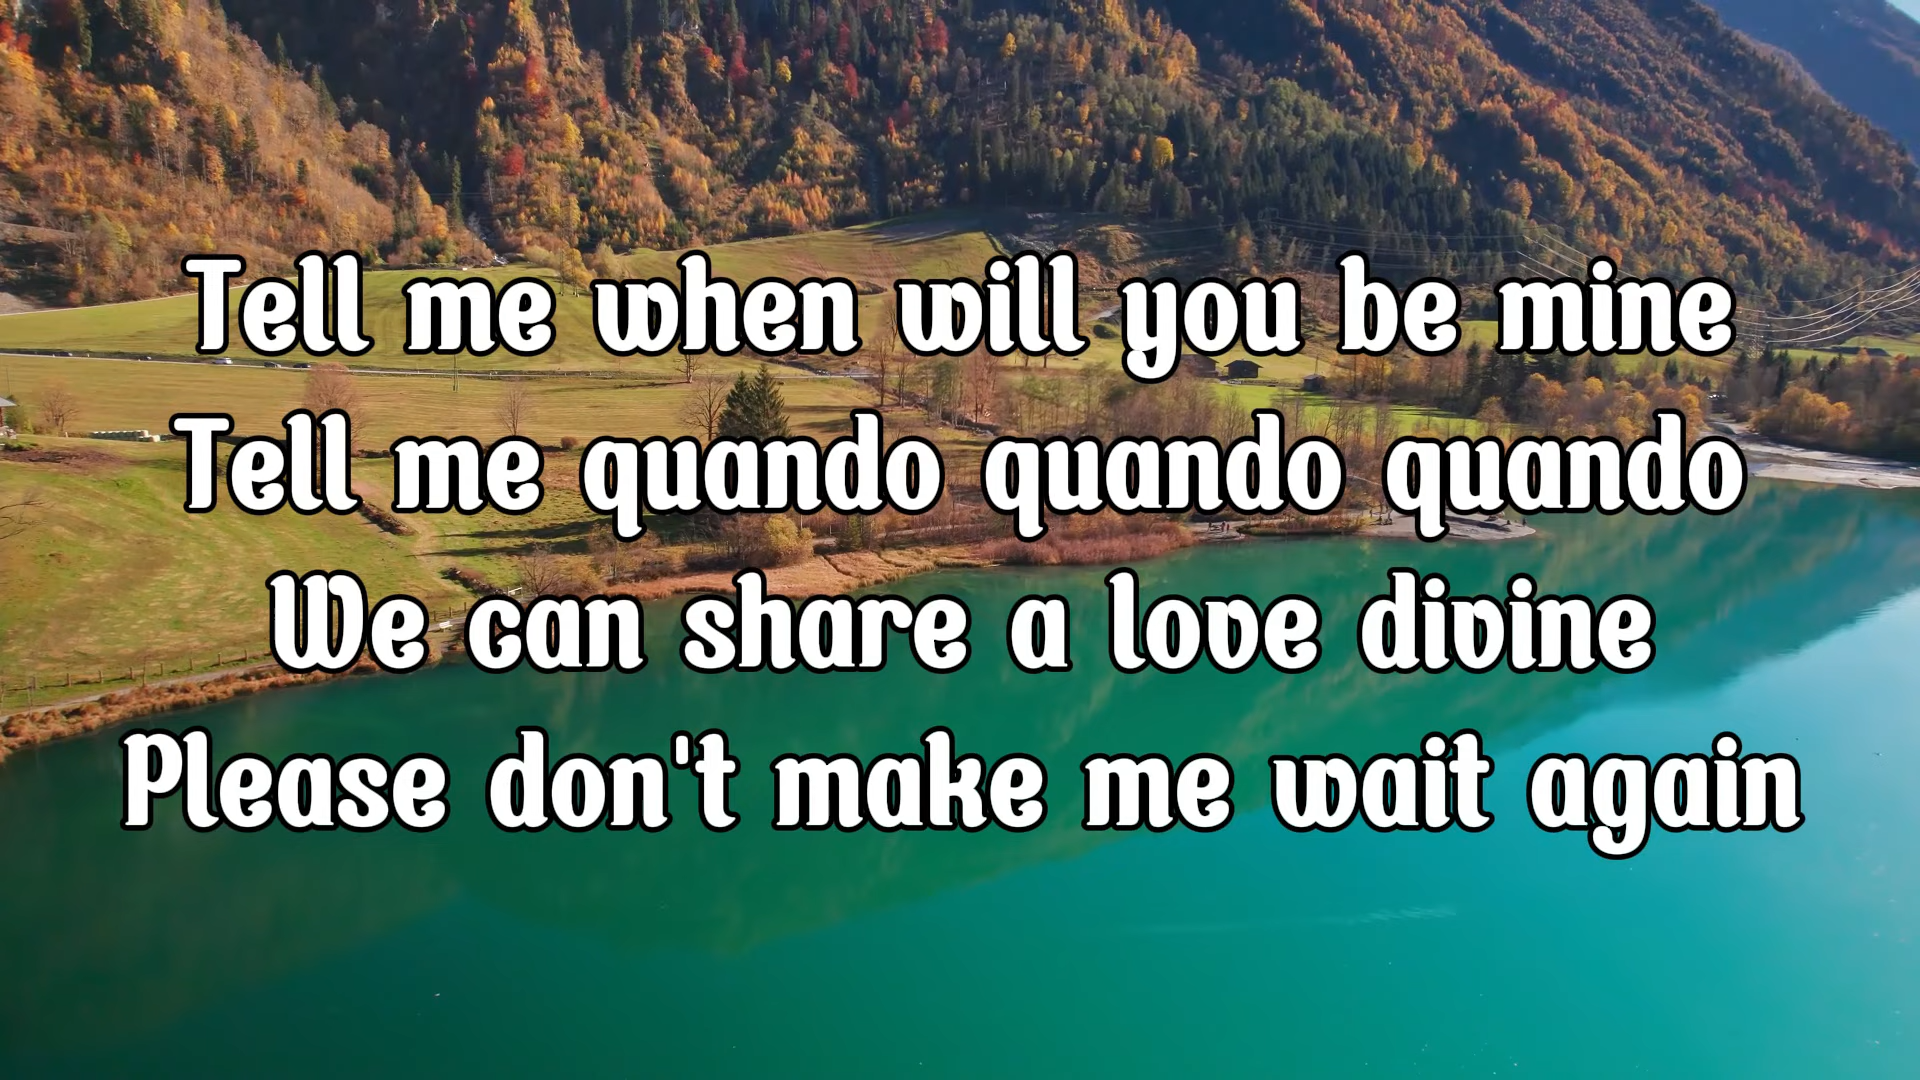 Tell me when will you be mine
Tell me quando quando quando
We can share a love divine
Please don't make me wait again